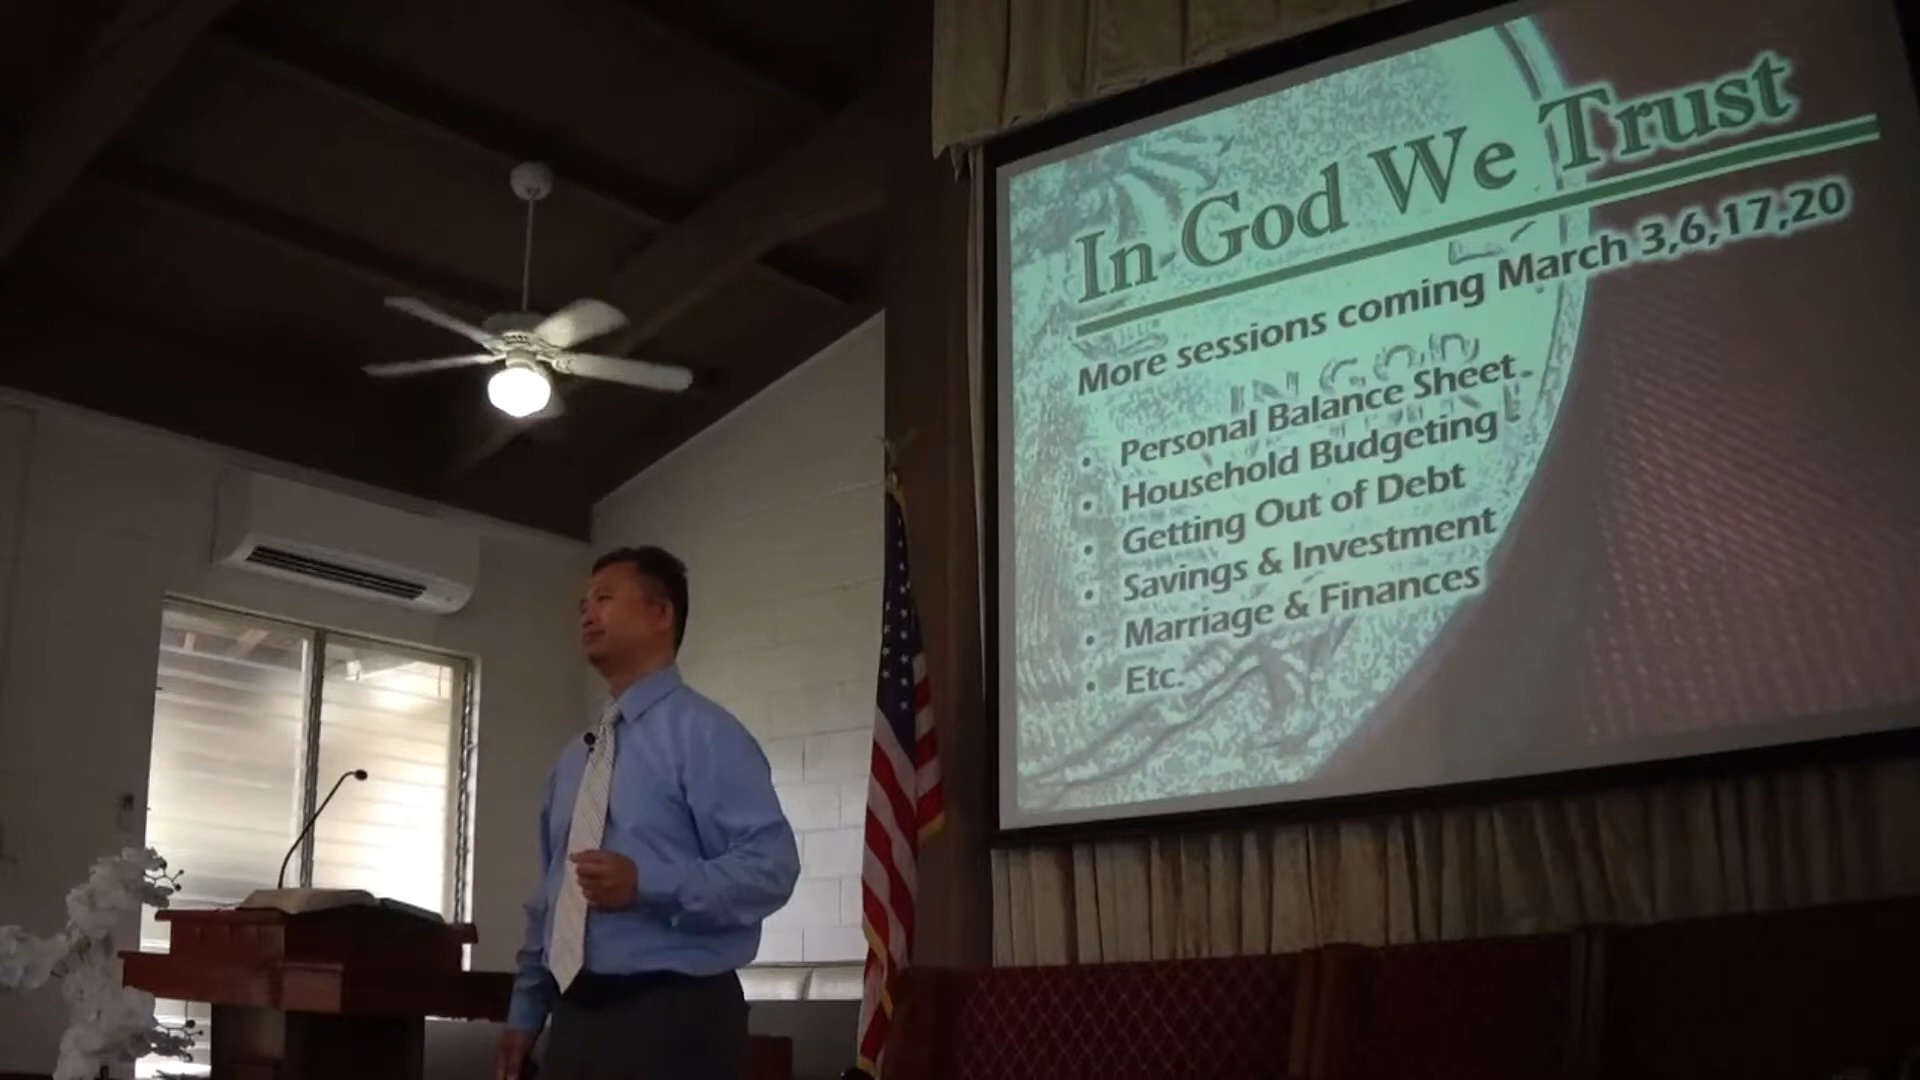 In God We Trust
More sessions coming March 3,6,17,20
• Personal Balance Sheet
• Household Budgeting
• Getting Out of Debt
• Savings & Investment
• Marriage & Finances
• Etc.